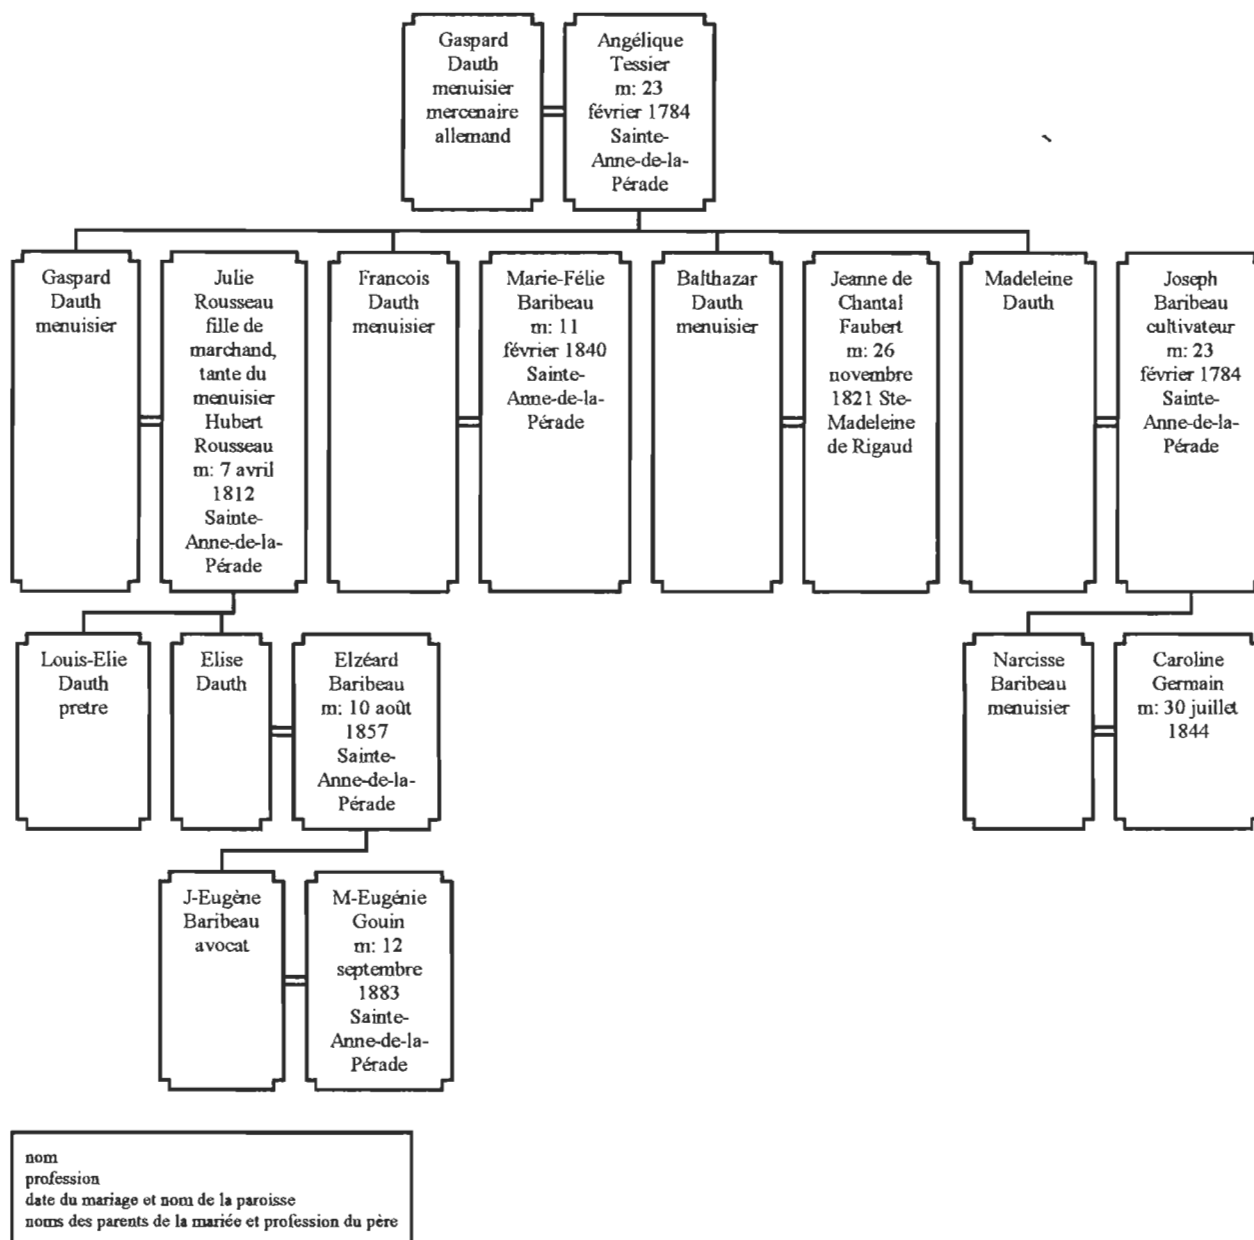 Gaspard
Dauth
menuisier
mercenaire
allemand
Angélique
Tessier
m: 23
février 1784
Sainte-
Anne-de-la-
Pérade
Gaspard
Dauth
menuisier
Julie
Rousseau
fille de
marchand,
tante du
menuisier
Hubert
Rousseau
m: 7 avril
1812
Sainte-
Anne-de-la-
Pérade
Francois
Dauth
menuisier
Marie-Félie
Baribeau
m: 11
février 1840
Sainte-
Anne-de-la-
Pérade
Balthazar
Dauth
menuisier
Jeanne de
Chantal
Faubert
m: 26
novembre
1821 Ste-
Madeleine
de Rigaud
Madeleine
Dauth
Joseph
Baribeau
cultivateur
m: 23
février 1784
Sainte-
Anne-de-la-
Pérade
Louis-Elie
Dauth
pretre
Elise
Dauth
Elzéard
Baribeau
m: 10 août
1857
Sainte-
Anne-de-la-
Pérade
Narcisse
Baribeau
menuisier
Caroline
Germain
m: 30 juillet
1844
J-Eugène
Baribeau
avocat
M-Eugénie
Gouin
m: 12
septembre
1883
Sainte-
Anne-de-la-
Pérade
nom
profession
date du mariage et nom de la paroisse
noms des parents de la mariée et profession du père